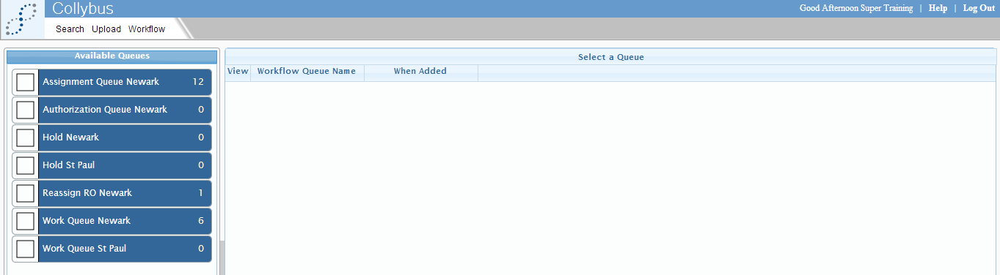 Collybus
Good Afternoon Super Training | Help | Log Out
Search Upload Workflow
Available Queues
Assignment Queue Newark 12
Authorization Queue Newark 0
Hold Newark 0
Hold St Paul 0
Reassign RO Newark 1
Work Queue Newark 6
Work Queue St Paul 0
Select a Queue
View Workflow Queue Name When Added